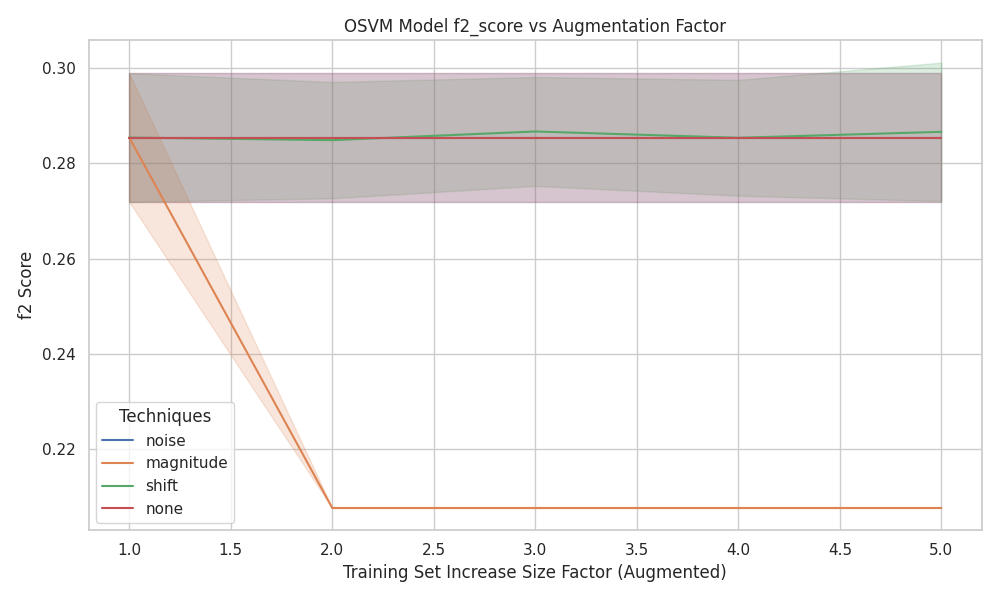 OSVM Model f2_score vs Augmentation Factor
0.30
0.28
0.26
0.24
0.22
f2 Score
Techniques
noise
magnitude
shift
none
1.0 1.5 2.0 2.5 3.0 3.5 4.0 4.5 5.0
Training Set Increase Size Factor (Augmented)